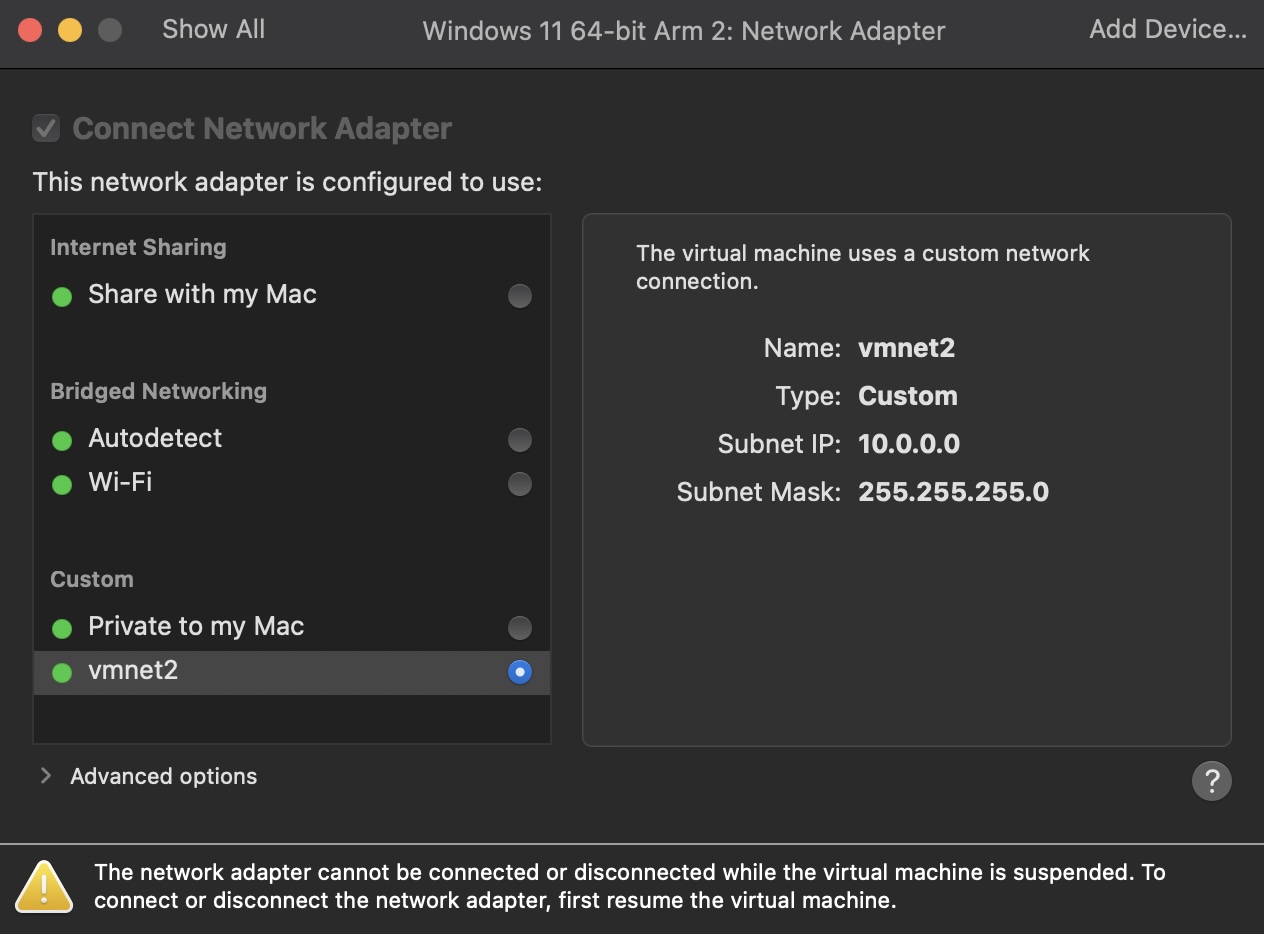 Show All
Windows 11 64-bit Arm 2: Network Adapter
Add Device...
Connect Network Adapter
This network adapter is configured to use:
Internet Sharing
Share with my Mac
Bridged Networking
Autodetect
Wi-Fi
Custom
Private to my Mac
vmnet2
Advanced options
The virtual machine uses a custom network
connection.
Name: vmnet2
Type: Custom
Subnet IP: 10.0.0.0
Subnet Mask: 255.255.255.0
?
The network adapter cannot be connected or disconnected while the virtual machine is suspended. To
connect or disconnect the network adapter, first resume the virtual machine.